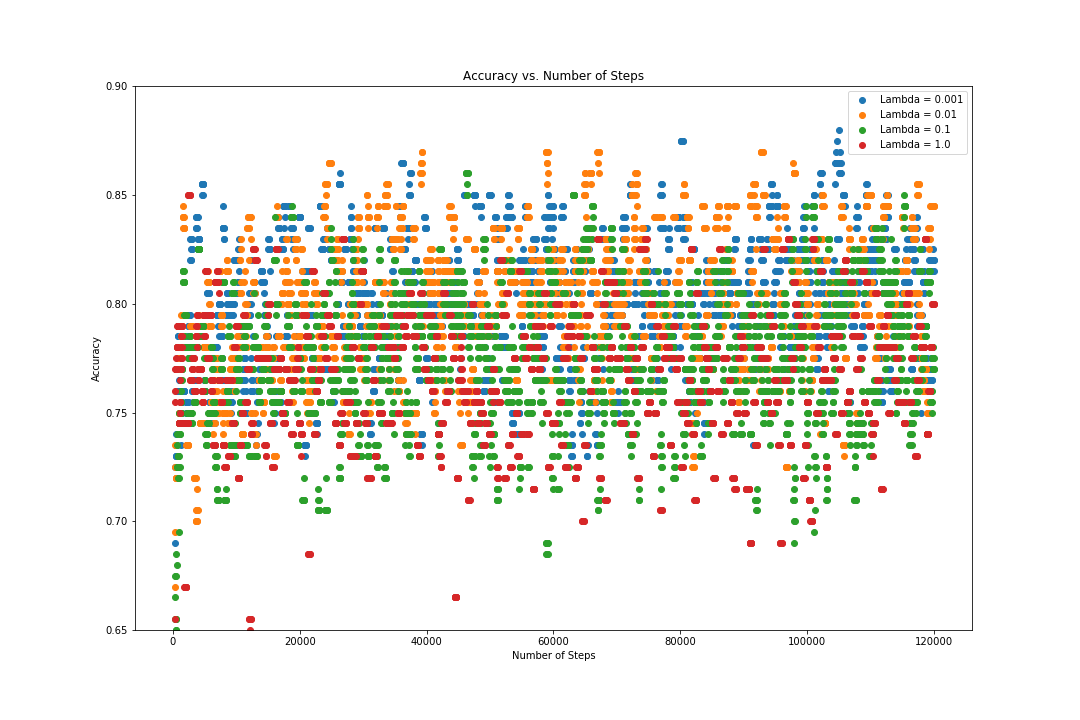 Accuracy vs. Number of Steps
0.90
Lambda = 0.001
Lambda = 0.01
Lambda = 0.1
Lambda = 1.0
0.85
0.80
Accuracy
0.75
0.70
0.65
0 20000 40000 60000 80000 100000 120000
Number of Steps